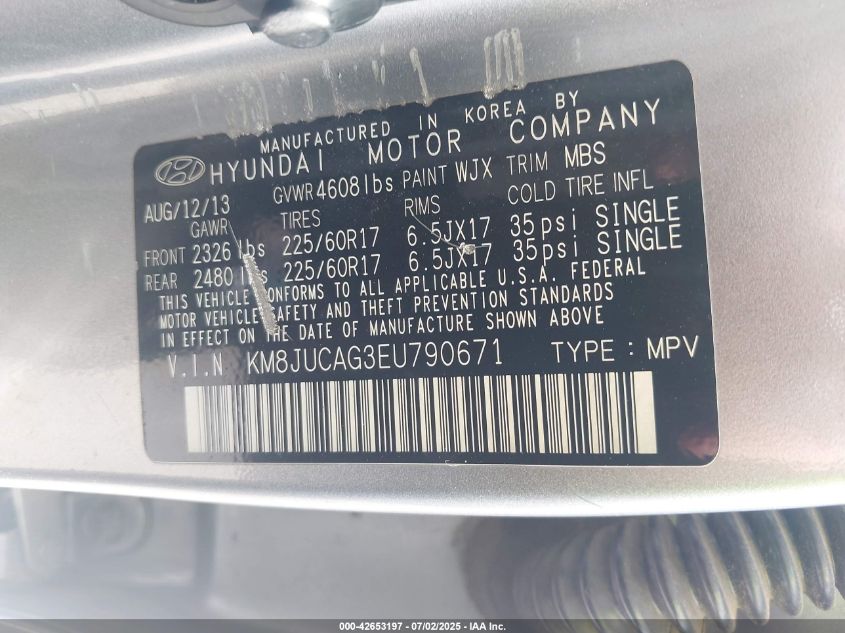 MANUFACTURED IN KOREA BY
HYUNDAI MOTOR COMPANY
GVWR 4608lbs PAINT WJX TRIM MBS
AUG/12/13
GAWR TIRES RIMS COLD TIRE INFL
FRONT 2326 lbs 225/60R17 6.5JX17 35psi SINGLE
REAR 2480 lbs 225/60R17 6.5JX17 35psi SINGLE
THIS VEHICLE CONFORMS TO ALL APPLICABLE U.S.A. FEDERAL
MOTOR VEHICLE SAFETY AND THEFT PREVENTION STANDARDS
IN EFFECT ON THE DATE OF MANUFACTURE SHOWN ABOVE
V.I.N. KM8JUCAG3EU790671 TYPE : MPV
000-42653197 - 07/02/2025 - IAA Inc.